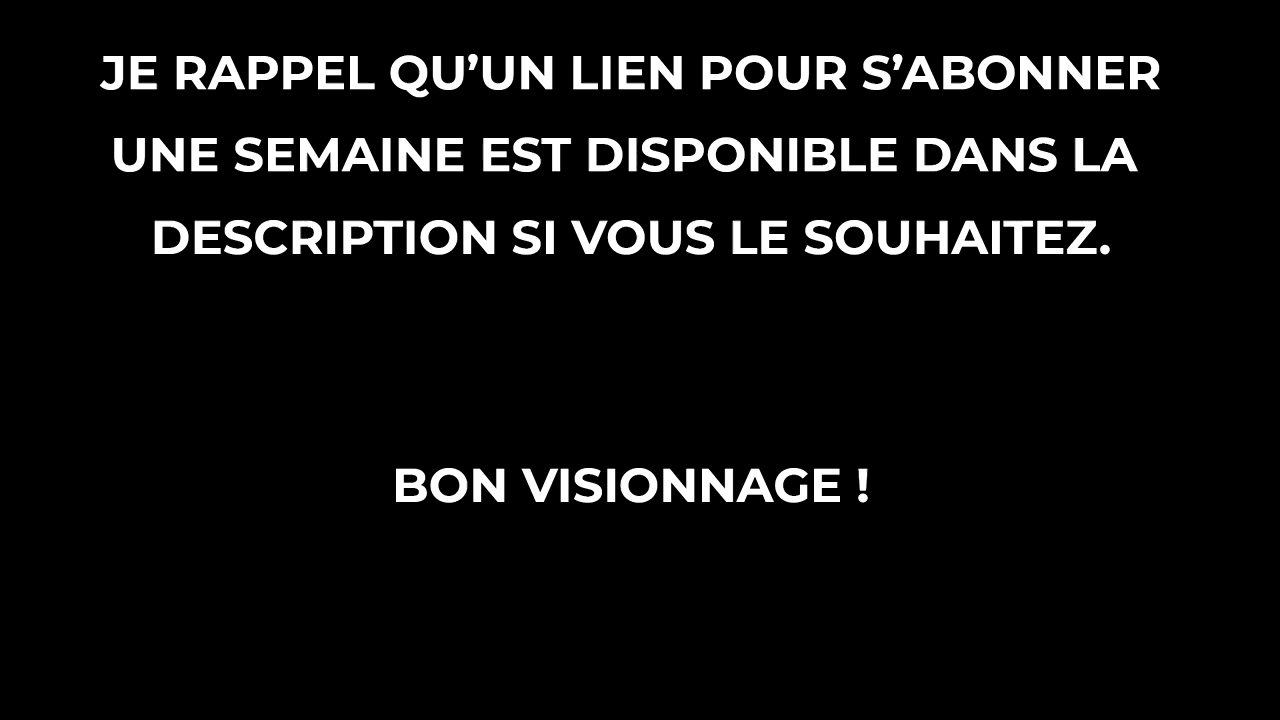 JE RAPPEL QU’UN LIEN POUR S’ABONNER
UNE SEMAINE EST DISPONIBLE DANS LA
DESCRIPTION SI VOUS LE SOUHAITEZ.
BON VISIONNAGE !